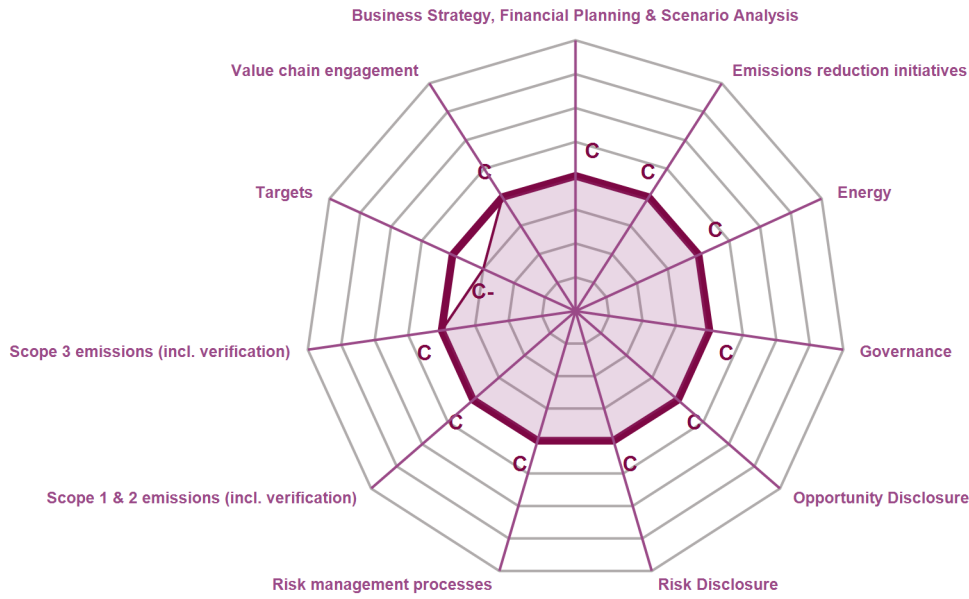 Business Strategy, Financial Planning & Scenario Analysis
Value chain engagement
Emissions reduction initiatives
C
C
C
Targets
Energy
C
C-
Scope 3 emissions (incl. verification)
C
C
Governance
C
C
C
C
Scope 1 & 2 emissions (incl. verification)
Opportunity Disclosure
Risk management processes
Risk Disclosure